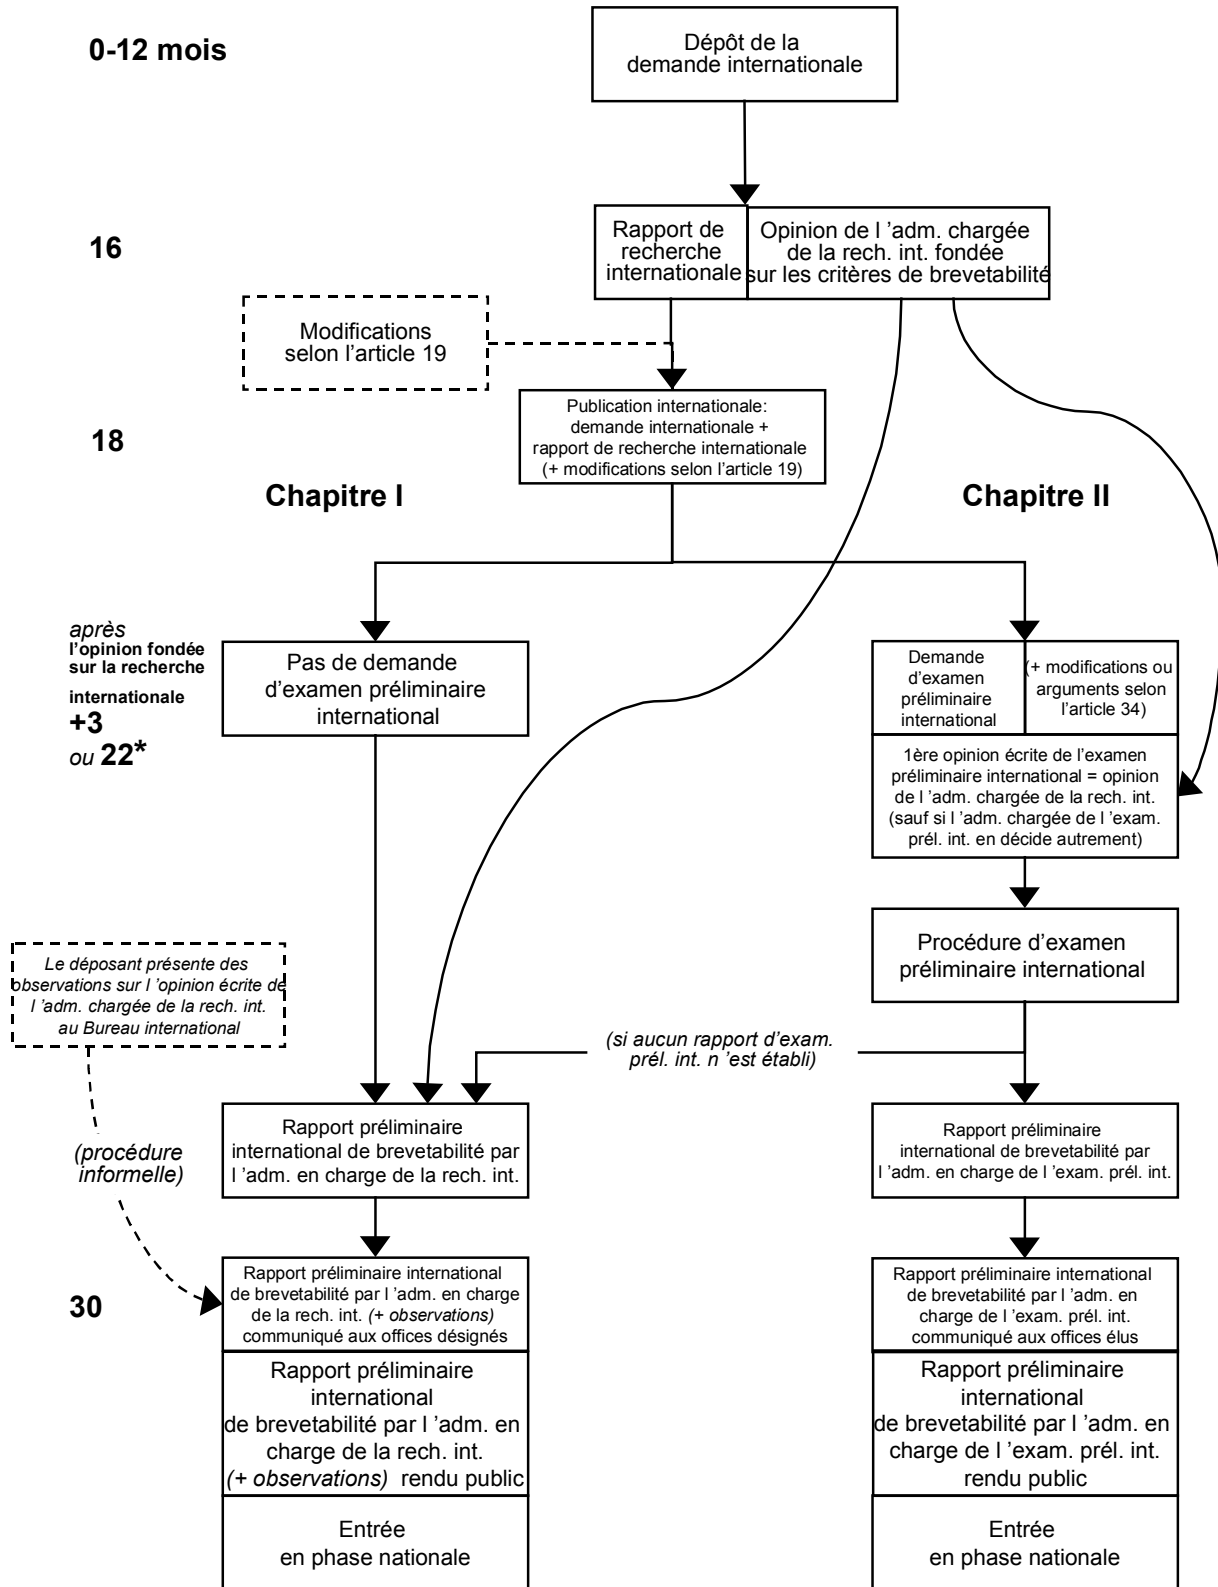 0-12 mois
Dépôt de la
demande internationale
16
Rapport de
recherche
internationale
Opinion de l 'adm. chargée
de la rech. int. fondée
sur les critères de brevetabilité
Modifications
selon l'article 19
18
Publication internationale:
demande internationale +
rapport de recherche internationale
(+ modifications selon l'article 19)
Chapitre I
Chapitre II
après
l'opinion fondée
sur la recherche
internationale
+3
ou 22*
Pas de demande
d'examen préliminaire
international
Demande
d'examen
préliminaire
international
(+ modifications ou
arguments selon
l'article 34)
1ère opinion écrite de l'examen
préliminaire international = opinion
de l 'adm. chargée de la rech. int.
(sauf si l 'adm. chargée de l 'exam.
prél. int. en décide autrement)
Procédure d'examen
préliminaire international
Le déposant présente des
observations sur l 'opinion écrite de
l 'adm. chargée de la rech. int.
au Bureau international
(si aucun rapport d'exam.
prél. int. n 'est établi)
(procédure
informelle)
Rapport préliminaire
international de brevetabilité par
l 'adm. en charge de la rech. int.
Rapport préliminaire
international de brevetabilité par
l 'adm. en charge de l 'exam. prél. int.
30
Rapport préliminaire international
de brevetabilité par l 'adm. en charge
de la rech. int. (+ observations)
communiqué aux offices désignés
Rapport préliminaire international
de brevetabilité par l 'adm. en
charge de l 'exam. prél. int.
communiqué aux offices élus
Rapport préliminaire
international
de brevetabilité par l 'adm. en
charge de la rech. int.
(+ observations) rendu public
Rapport préliminaire
international
de brevetabilité par l 'adm. en
charge de l 'exam. prél. int.
rendu public
Entrée
en phase nationale
Entrée
en phase nationale